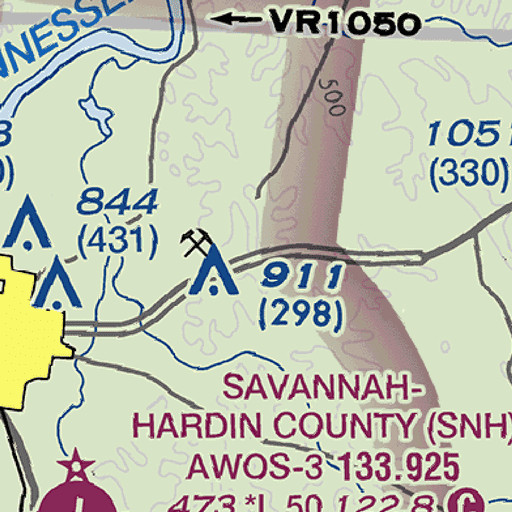 NNESSEE
VR1050
500
1051
(330)
844
(431)
911
(298)
SAVANNAH-
HARDIN COUNTY (SNH)
AWOS-3 133.925
473 *L 50 122.8 C